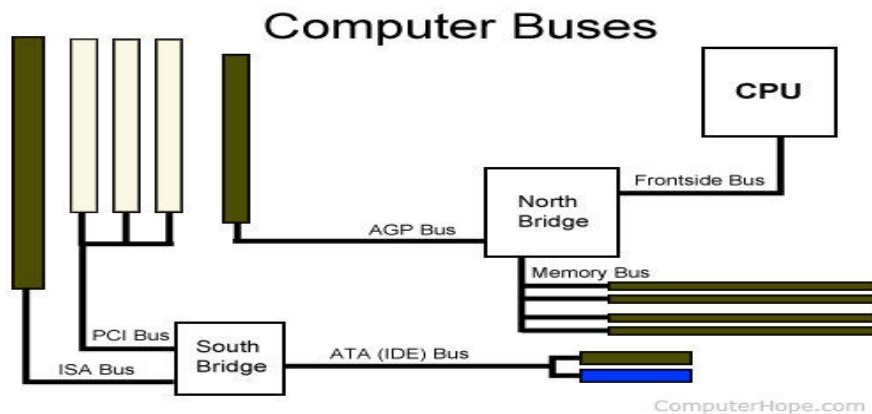 Computer Buses
CPU
Frontside Bus
North
Bridge
AGP Bus
Memory Bus
PCI Bus
South
Bridge
ATA (IDE) Bus
ISA Bus
ComputerHope.com